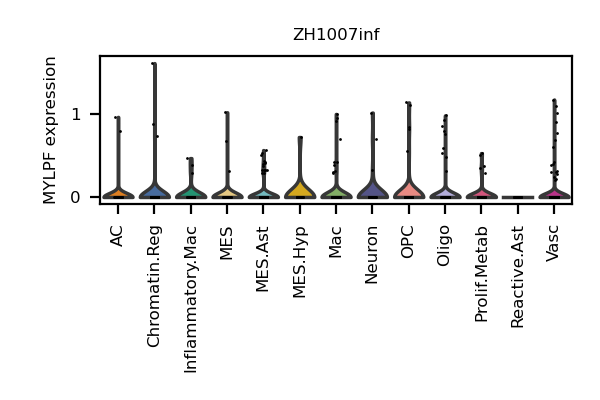 ZH1007inf
MYLPF expression
1
0
AC
Chromatin.Reg
Inflammatory.Mac
MES
MES.Ast
MES.Hyp
Mac
Neuron
OPC
Oligo
Prolif.Metab
Reactive.Ast
Vasc